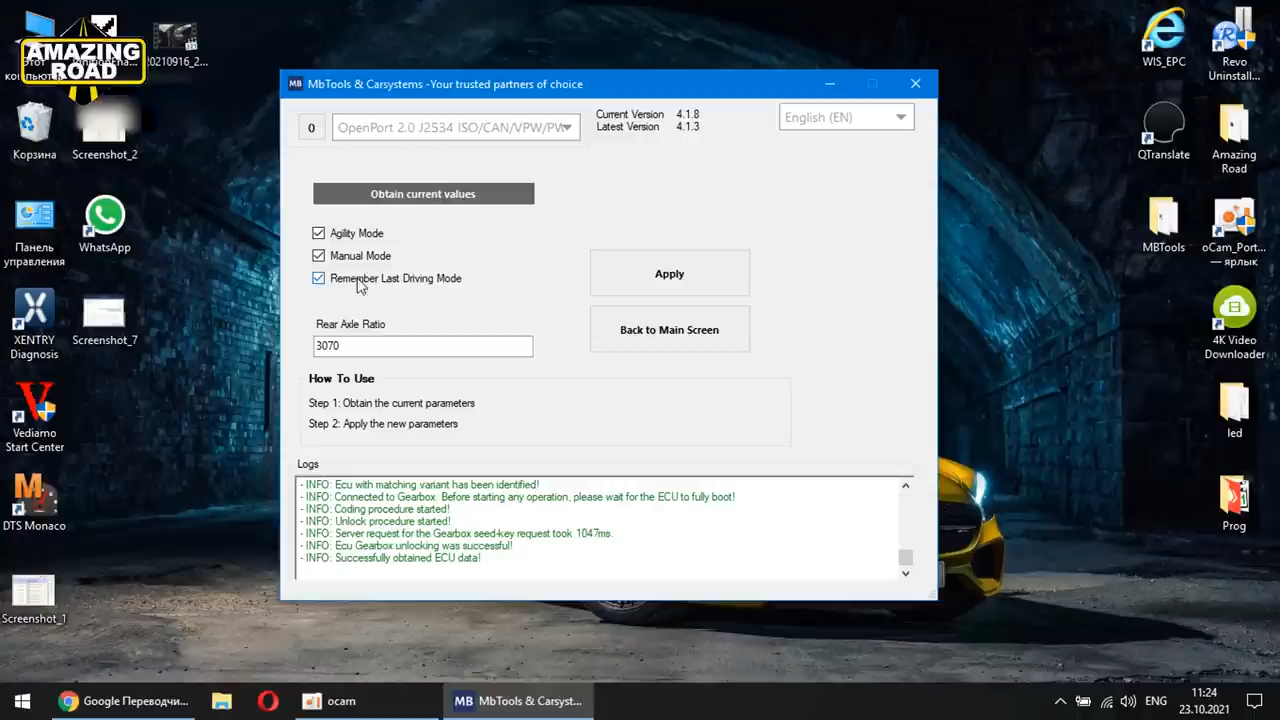 AMAZING
ROAD
20210916_2...
Корзина
Screenshot_2
Панель
управления
WhatsApp
XENTRY
Diagnosis
Screenshot_7
Vediamo
Start Center
DTS Monaco
Screenshot_1
WIS_EPC
Revo
Uninstall...
QTranslate
Amazing
Road
MBTools
oCam_Port...
— ярлык
4K Video
Downloader
led
Prog
MB MbTools & Carsystems -Your trusted partners of choice
0
OpenPort 2.0 J2534 ISO/CAN/VPW/PW
Current Version 4.1.8
Latest Version 4.1.3
English (EN)
Obtain current values
Agility Mode
Manual Mode
Remember Last Driving Mode
Apply
Back to Main Screen
Rear Axle Ratio
3070
How To Use
Step 1: Obtain the current parameters
Step 2: Apply the new parameters
Logs
- INFO: Ecu with matching variant has been identified!
- INFO: Connected to Gearbox. Before starting any operation, please wait for the ECU to fully boot!
- INFO: Coding procedure started!
- INFO: Unlock procedure started!
- INFO: Server request for the Gearbox seed-key request took 1047ms.
- INFO: Ecu Gearbox unlocking was successful!
- INFO: Successfully obtained ECU data!
Google Переводчи...
ocam
MB MbTools & Carsyst...
ENG
11:24
23.10.2021